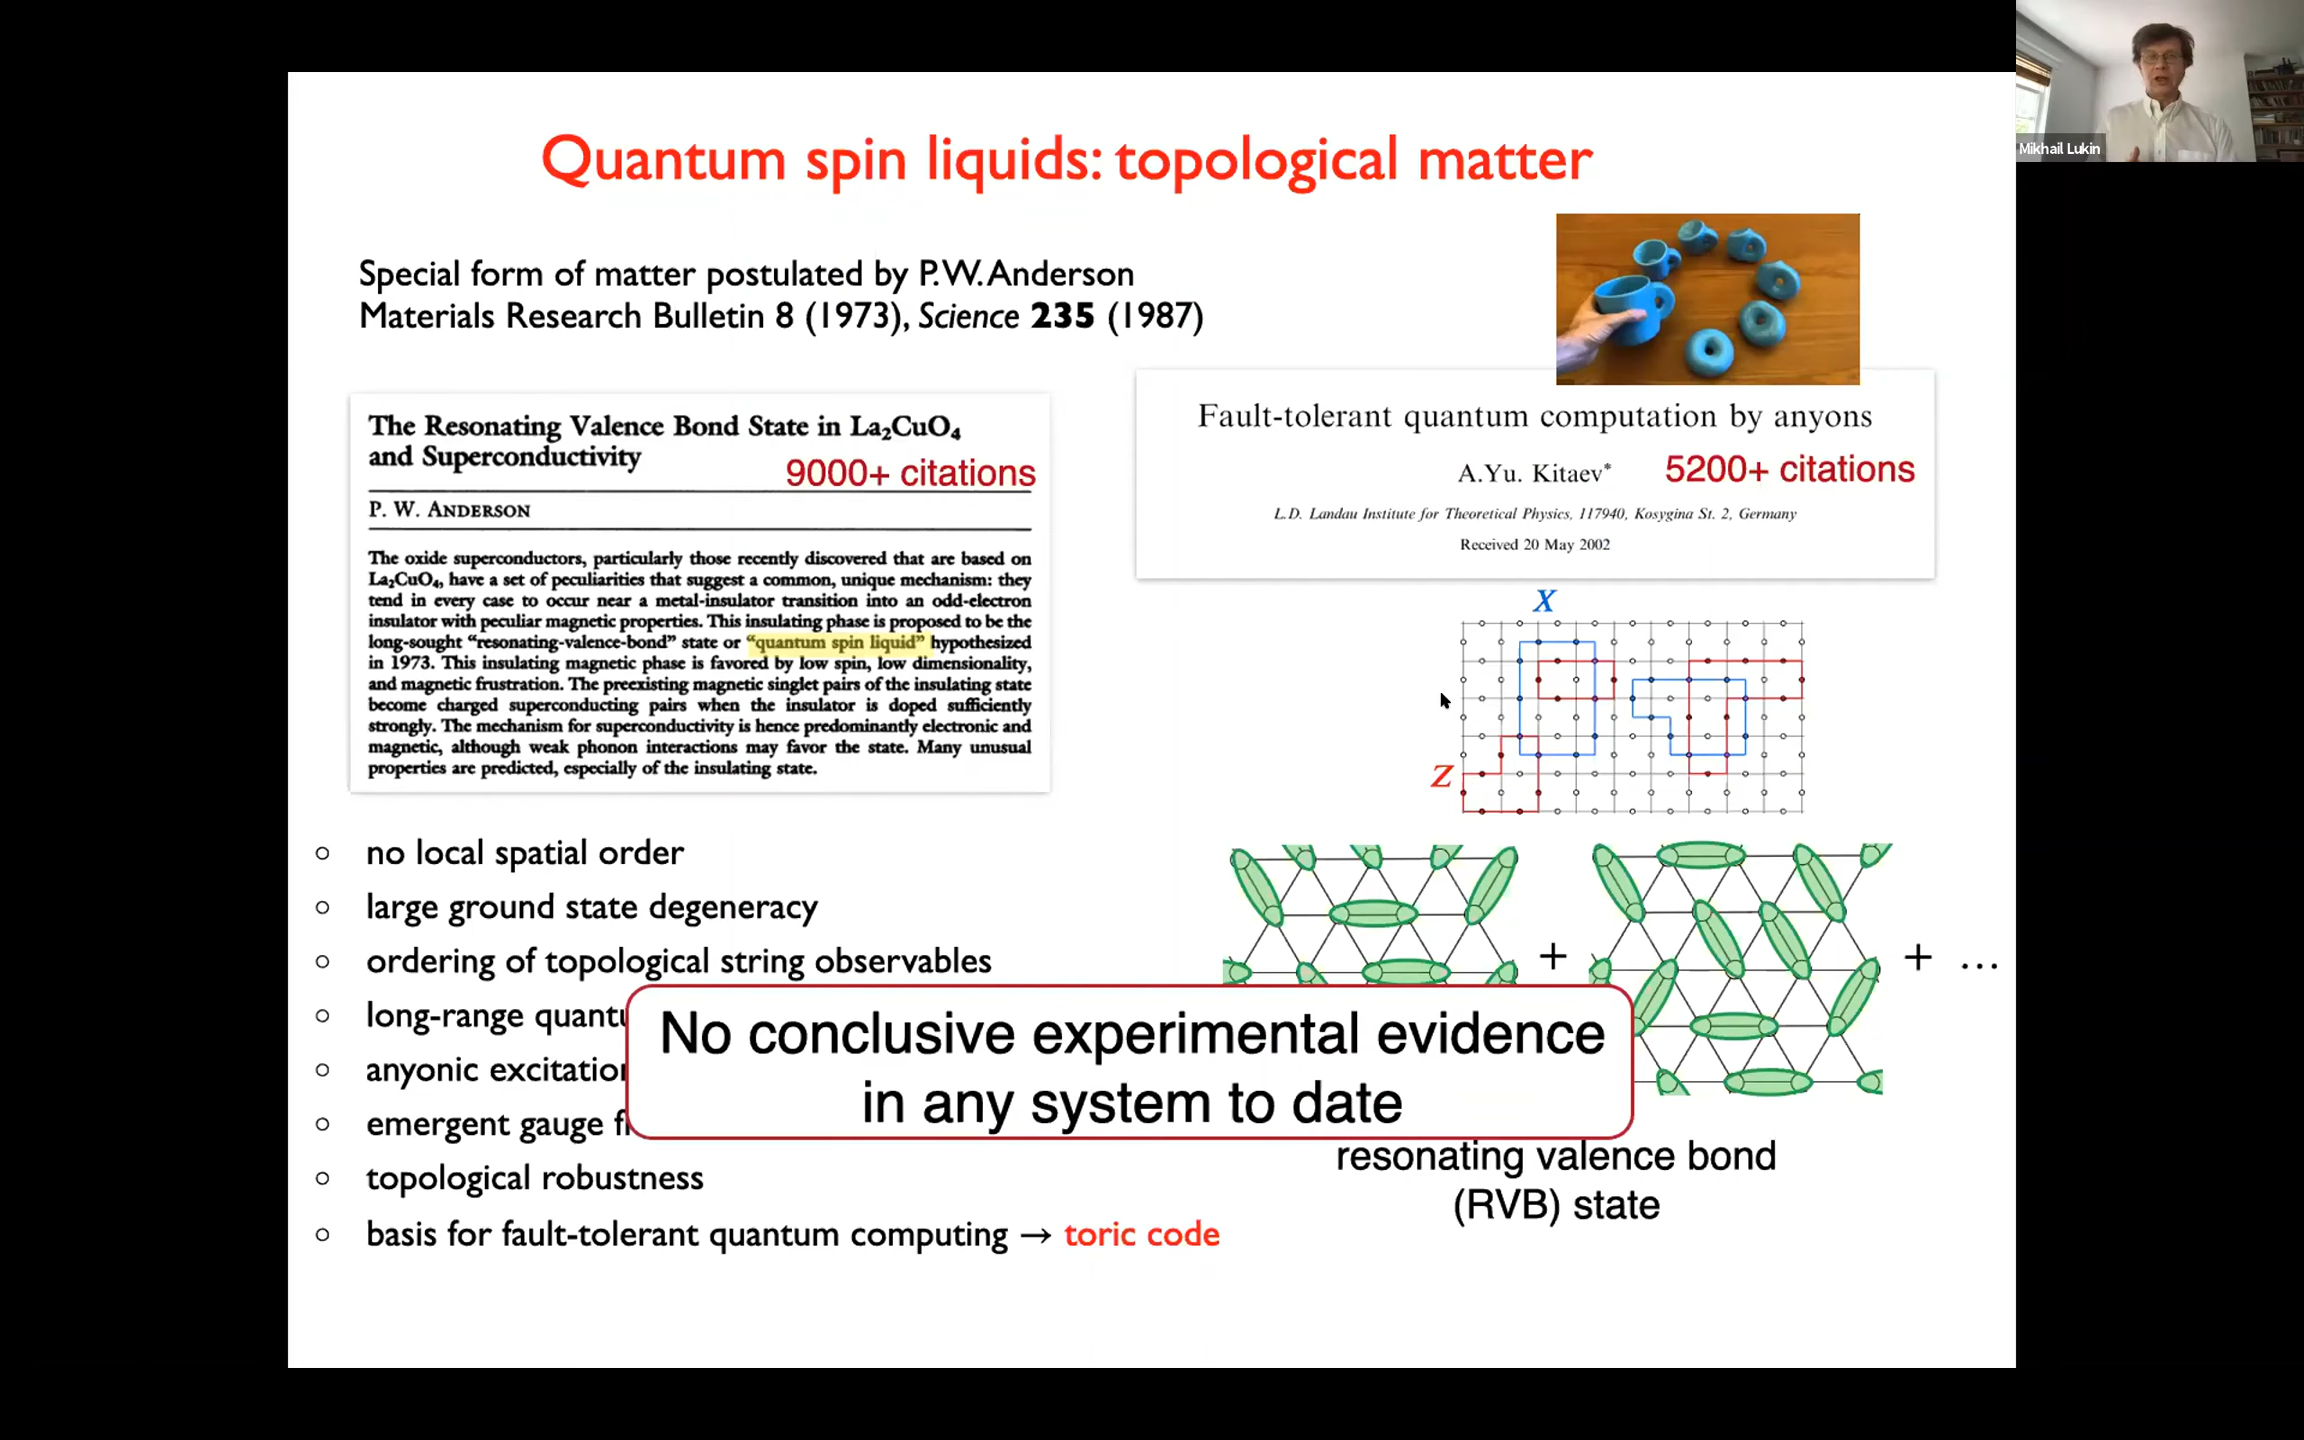 Mikhail Lukin
Quantum spin liquids: topological matter
Special form of matter postulated by P.W. Anderson
Materials Research Bulletin 8 (1973), Science 235 (1987)
The Resonating Valence Bond State in La₂CuO₄
and Superconductivity
9000+ citations
P. W. ANDERSON
The oxide superconductors, particularly those recently discovered that are based on
La₂CuO₄, have a set of peculiarities that suggest a common, unique mechanism: they
tend in every case to occur near a metal-insulator transition into an odd-electron
insulator with peculiar magnetic properties. This insulating phase is proposed to be the
long-sought “resonating-valence-bond” state or “quantum spin liquid” hypothesized
in 1973. This insulating magnetic phase is favored by low spin, low dimensionality,
and magnetic frustration. The preexisting magnetic singlet pairs of the insulating state
become charged superconducting pairs when the insulator is doped sufficiently
strongly. The mechanism for superconductivity is hence predominantly electronic and
magnetic, although weak phonon interactions may favor the state. Many unusual
properties are predicted, especially of the insulating state.
Fault-tolerant quantum computation by anyons
A.Yu. Kitaev*
5200+ citations
L.D. Landau Institute for Theoretical Physics, 117940, Kosygina St. 2, Germany
Received 20 May 2002
X
Z
○ no local spatial order
○ large ground state degeneracy
○ ordering of topological string observables
○ long-range
○ anyonic
○ emergent gauge
○ topological robustness
○ basis for fault-tolerant quantum computing → toric code
+
+ ...
No conclusive experimental evidence
in any system to date
resonating valence bond
(RVB) state